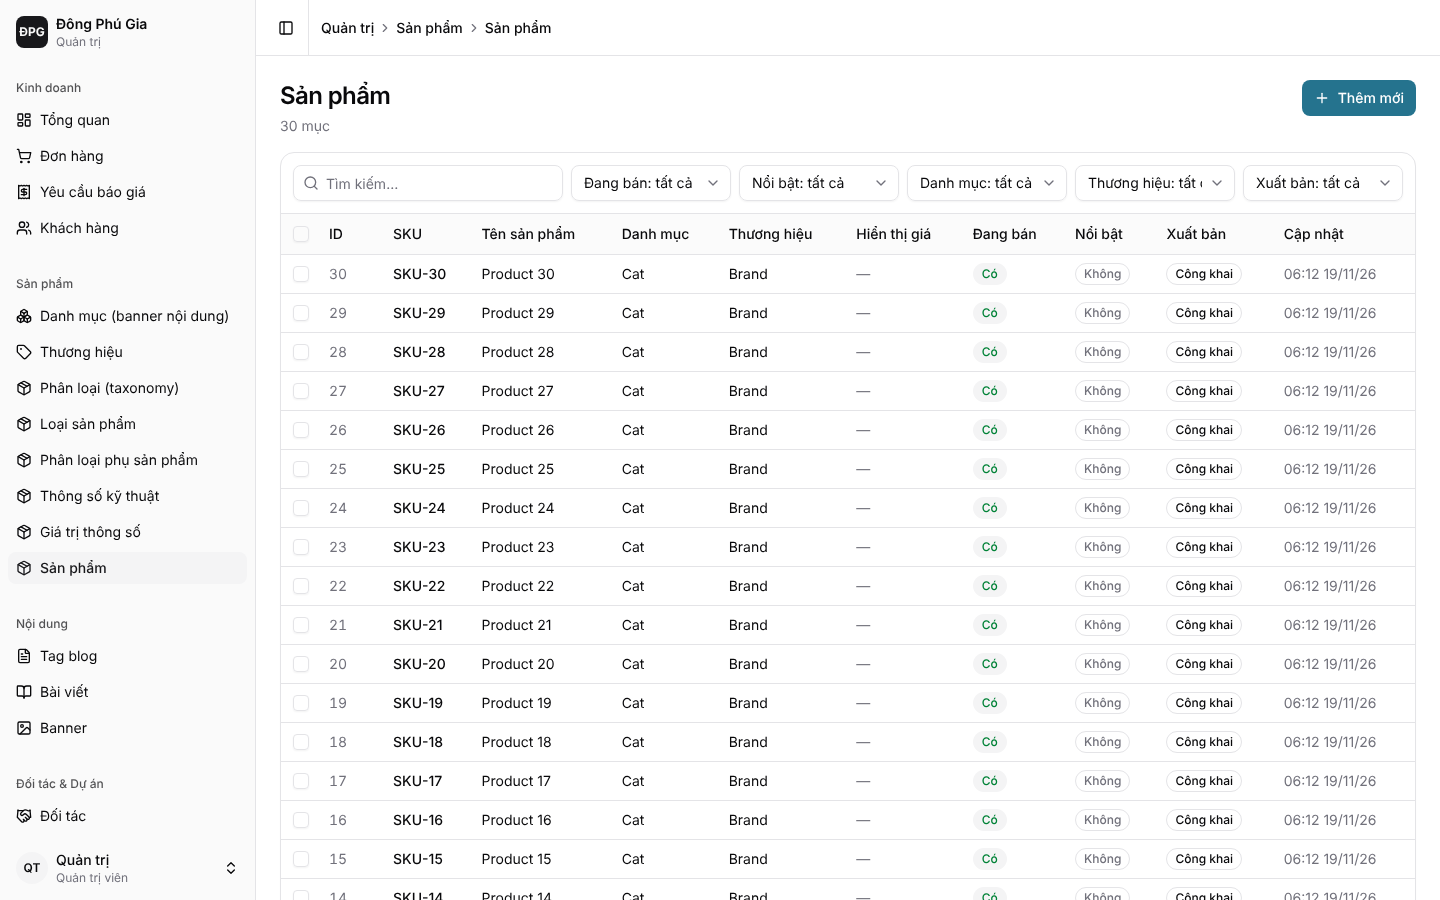 ĐPG
Đông Phú Gia
Quản trị
Kinh doanh
Tổng quan
Đơn hàng
Yêu cầu báo giá
Khách hàng
Sản phẩm
Danh mục (banner nội dung)
Thương hiệu
Phân loại (taxonomy)
Loại sản phẩm
Phân loại phụ sản phẩm
Thông số kỹ thuật
Giá trị thông số
Sản phẩm
Nội dung
Tag blog
Bài viết
Banner
Đối tác & Dự án
Đối tác
QT
Quản trị
Quản trị viên
Quản trị > Sản phẩm > Sản phẩm
Sản phẩm
30 mục
+ Thêm mới
Tìm kiếm... Đang bán: tất cả Nổi bật: tất cả Danh mục: tất cả Thương hiệu: tất Xuất bản: tất cả
ID SKU Tên sản phẩm Danh mục Thương hiệu Hiển thị giá Đang bán Nổi bật Xuất bản Cập nhật
30 SKU-30 Product 30 Cat Brand — Có Không Công khai 06:12 19/11/26
29 SKU-29 Product 29 Cat Brand — Có Không Công khai 06:12 19/11/26
28 SKU-28 Product 28 Cat Brand — Có Không Công khai 06:12 19/11/26
27 SKU-27 Product 27 Cat Brand — Có Không Công khai 06:12 19/11/26
26 SKU-26 Product 26 Cat Brand — Có Không Công khai 06:12 19/11/26
25 SKU-25 Product 25 Cat Brand — Có Không Công khai 06:12 19/11/26
24 SKU-24 Product 24 Cat Brand — Có Không Công khai 06:12 19/11/26
23 SKU-23 Product 23 Cat Brand — Có Không Công khai 06:12 19/11/26
22 SKU-22 Product 22 Cat Brand — Có Không Công khai 06:12 19/11/26
21 SKU-21 Product 21 Cat Brand — Có Không Công khai 06:12 19/11/26
20 SKU-20 Product 20 Cat Brand — Có Không Công khai 06:12 19/11/26
19 SKU-19 Product 19 Cat Brand — Có Không Công khai 06:12 19/11/26
18 SKU-18 Product 18 Cat Brand — Có Không Công khai 06:12 19/11/26
17 SKU-17 Product 17 Cat Brand — Có Không Công khai 06:12 19/11/26
16 SKU-16 Product 16 Cat Brand — Có Không Công khai 06:12 19/11/26
15 SKU-15 Product 15 Cat Brand — Có Không Công khai 06:12 19/11/26
14 SKU-14 Product 14 Cat Brand — Có Không Công khai 06:12 19/11/26